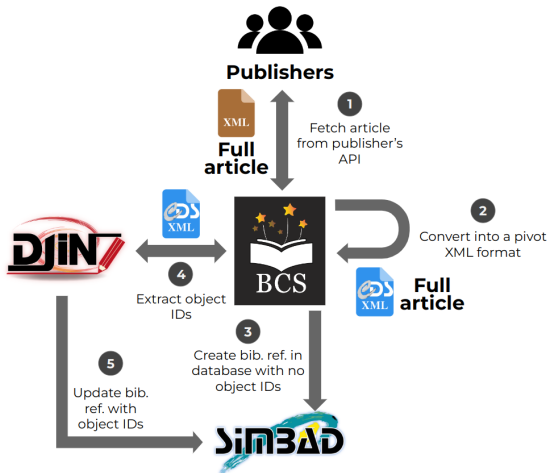 Publishers
XML
Full
article
1
Fetch article
from publisher's
API
CDS
XML
DJIN
BCS
2
Convert into a pivot
XML format
CDS
XML
Full
article
4
Extract object
IDs
3
Create bib. ref. in
database with no
object IDs
5
Update bib.
ref. with
object IDs
SiMBAD